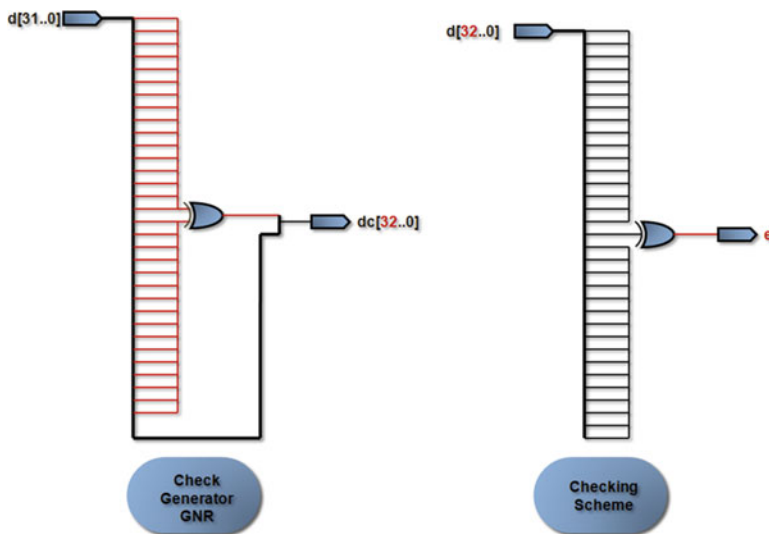 d[31..0]
d[32..0]
dc[32..0]
e
Check
Generator
GNR
Checking
Scheme